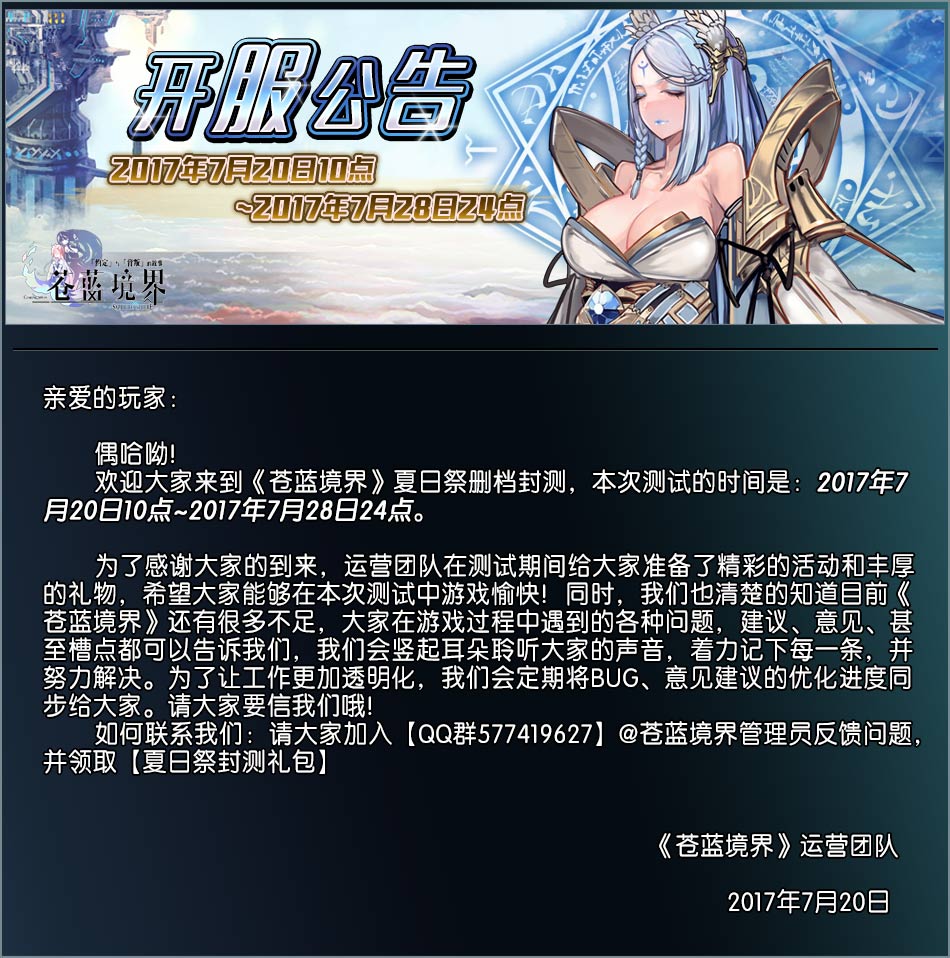 开服公告
2017年7月20日10点
~2017年7月28日24点
苍蓝境界
亲爱的玩家：
偶哈呦！
欢迎大家来到《苍蓝境界》夏日祭删档封测，本次测试的时间是：2017年7
月20日10点~2017年7月28日24点。
为了感谢大家的到来，运营团队在测试期间给大家准备了精彩的活动和丰厚
的礼物，希望大家能够在本次测试中游戏愉快！同时，我们也清楚的知道目前《
苍蓝境界》还有很多不足，大家在游戏过程中遇到的各种问题，建议、意见、甚
至槽点都可以告诉我们，我们会竖起耳朵聆听大家的声音，着力记下每一条，并
努力解决。为了让工作更加透明化，我们会定期将BUG、意见建议的优化进度同
步给大家。请大家要信我们哦!
如何联系我们：请大家加入【QQ群577419627】@苍蓝境界管理员反馈问题，
并领取【夏日祭封测礼包】
《苍蓝境界》运营团队
2017年7月20日